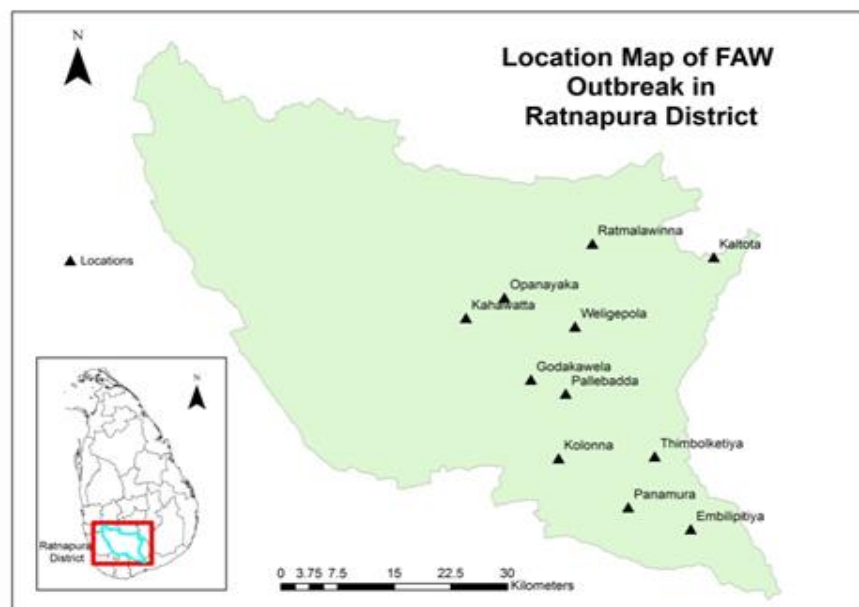 N
Location Map of FAW
Outbreak in
Ratnapura District
Ratmalawinna
Kaltota
Locations
Opanayaka
Kahawatta
Weligepola
Godakawela
Pallebadda
N
Kolonna
Thimbolketiya
Panamura
Embilipitiya
Ratnapura
District
0 3.75 7.5 15 22.5 30
Kilometers